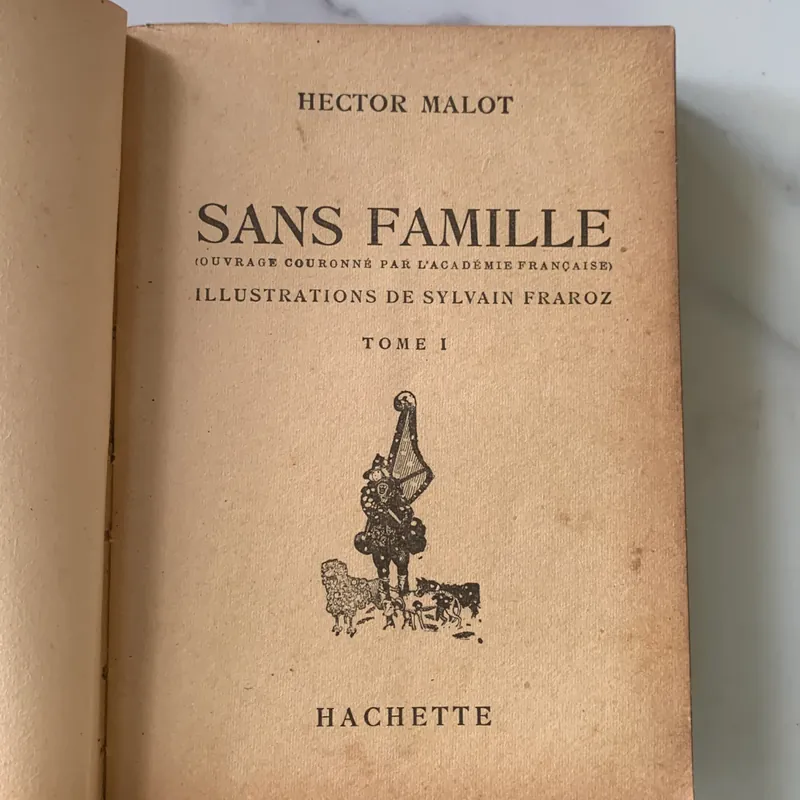 HECTOR MALOT
SANS FAMILLE
(OUVRAGE COURONNÉ PAR L'ACADÉMIE FRANÇAISE)
ILLUSTRATIONS DE SYLVAIN FRAROZ
TOME I
HACHETTE